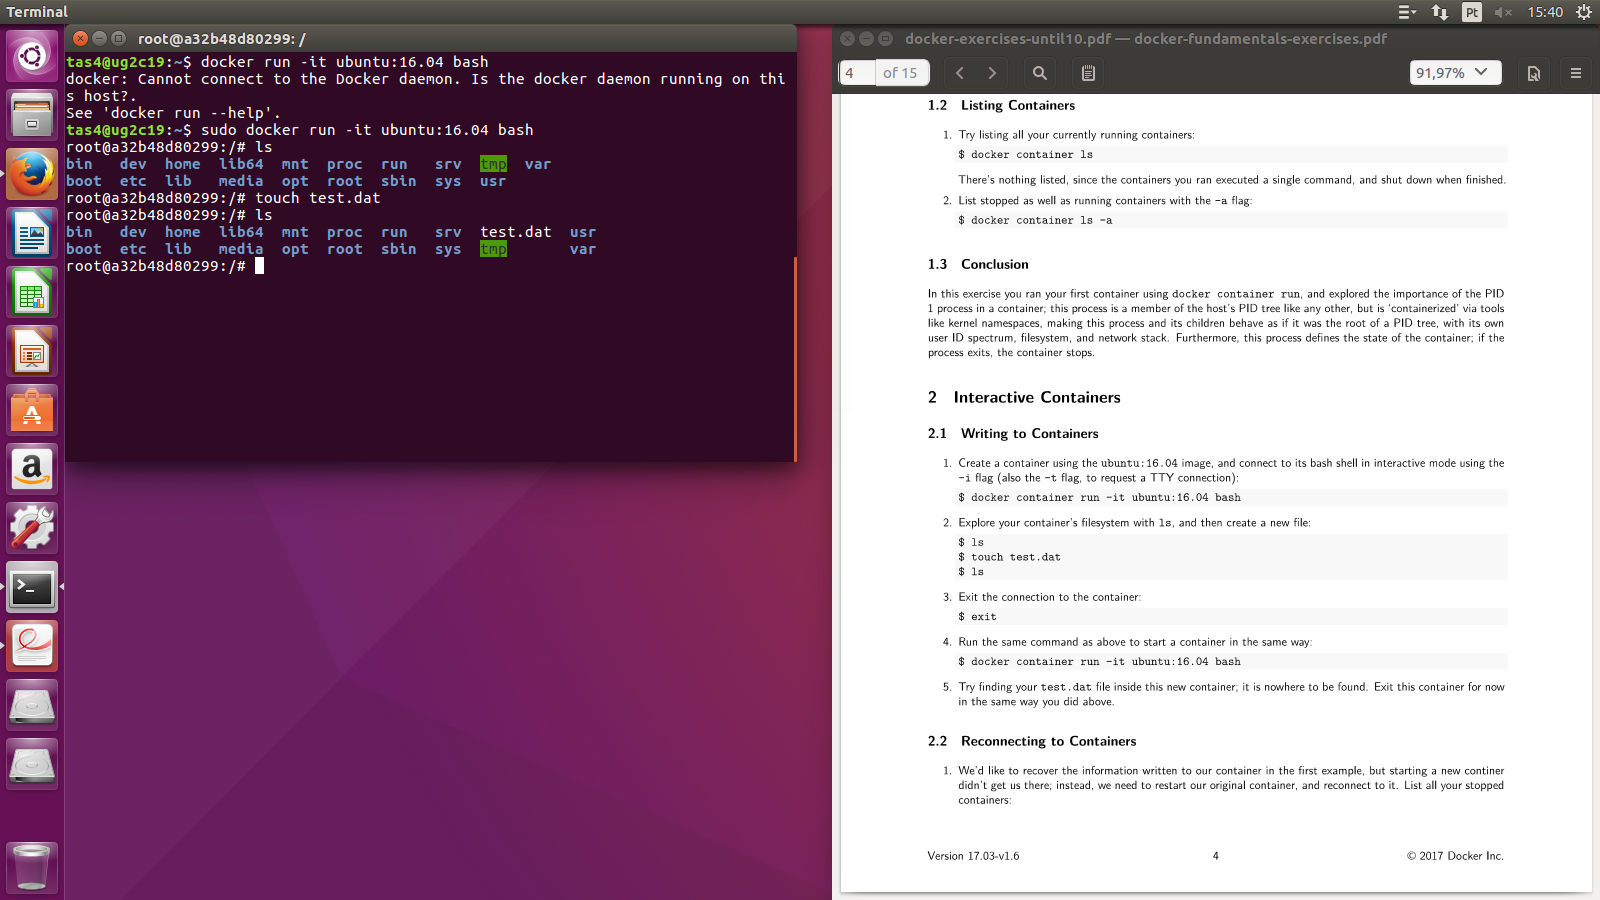 Terminal
Pt
15:40
root@a32b48d80299: /
tas4@ug2c19:~$ docker run -it ubuntu:16.04 bash
docker: Cannot connect to the Docker daemon. Is the docker daemon running on thi
s host?.
See 'docker run --help'.
tas4@ug2c19:~$ sudo docker run -it ubuntu:16.04 bash
root@a32b48d80299:/# ls
bin dev home lib64 mnt proc run srv tmp var
boot etc lib media opt root sbin sys usr
root@a32b48d80299:/# touch test.dat
root@a32b48d80299:/# ls
bin dev home lib64 mnt proc run srv test.dat usr
boot etc lib media opt root sbin sys tmp var
root@a32b48d80299:/#
docker-exercises-until10.pdf — docker-fundamentals-exercises.pdf
4 of 15
91,97%
1.2 Listing Containers
1. Try listing all your currently running containers:
$ docker container ls
There's nothing listed, since the containers you ran executed a single command, and shut down when finished.
2. List stopped as well as running containers with the -a flag:
$ docker container ls -a
1.3 Conclusion
In this exercise you ran your first container using docker container run, and explored the importance of the PID
1 process in a container; this process is a member of the host's PID tree like any other, but is 'containerized' via tools
like kernel namespaces, making this process and its children behave as if it was the root of a PID tree, with its own
user ID spectrum, filesystem, and network stack. Furthermore, this process defines the state of the container; if the
process exits, the container stops.
2 Interactive Containers
2.1 Writing to Containers
1. Create a container using the ubuntu:16.04 image, and connect to its bash shell in interactive mode using the
-i flag (also the -t flag, to request a TTY connection):
$ docker container run -it ubuntu:16.04 bash
2. Explore your container's filesystem with ls, and then create a new file:
$ ls
$ touch test.dat
$ ls
3. Exit the connection to the container:
$ exit
4. Run the same command as above to start a container in the same way:
$ docker container run -it ubuntu:16.04 bash
5. Try finding your test.dat file inside this new container; it is nowhere to be found. Exit this container for now
in the same way you did above.
2.2 Reconnecting to Containers
1. We'd like to recover the information written to our container in the first example, but starting a new continer
didn't get us there; instead, we need to restart our original container, and reconnect to it. List all your stopped
containers:
Version 17.03-v1.6
4
© 2017 Docker Inc.